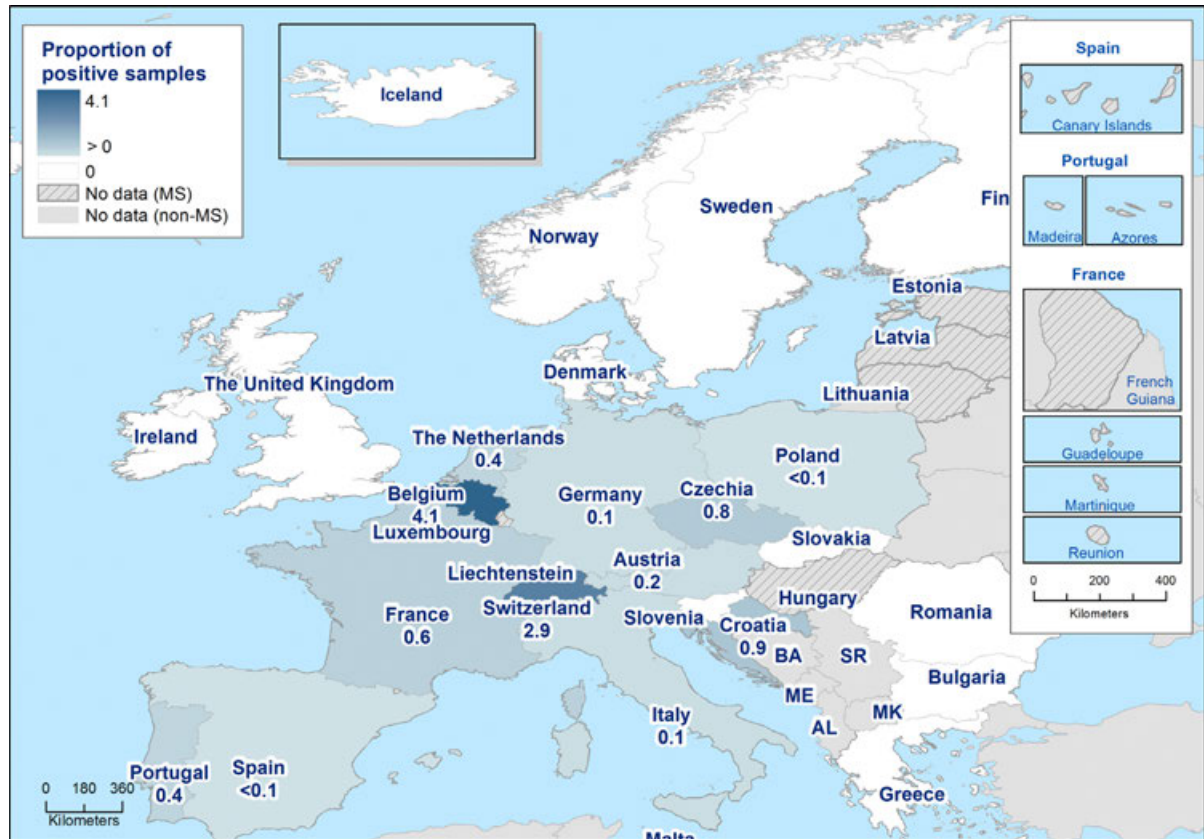 Proportion of
positive samples
4.1
> 0
0
No data (MS)
No data (non-MS)
Iceland
Spain
Canary Islands
Portugal
Madeira
Azores
France
French
Guiana
Guadeloupe
Martinique
Reunion
0 200 400
Kilometers
Norway
Sweden
Fin
Estonia
Latvia
Lithuania
Denmark
The United Kingdom
Ireland
The Netherlands
0.4
Belgium
4.1
Luxembourg
Germany
0.1
Poland
<0.1
Czechia
0.8
Slovakia
Austria
0.2
Liechtenstein
Switzerland
2.9
France
0.6
Hungary
Slovenia
Croatia
0.9
Romania
BA
SR
Bulgaria
ME
MK
AL
Italy
0.1
Greece
Portugal
0.4
Spain
<0.1
0 180 360
Kilometers
Malta